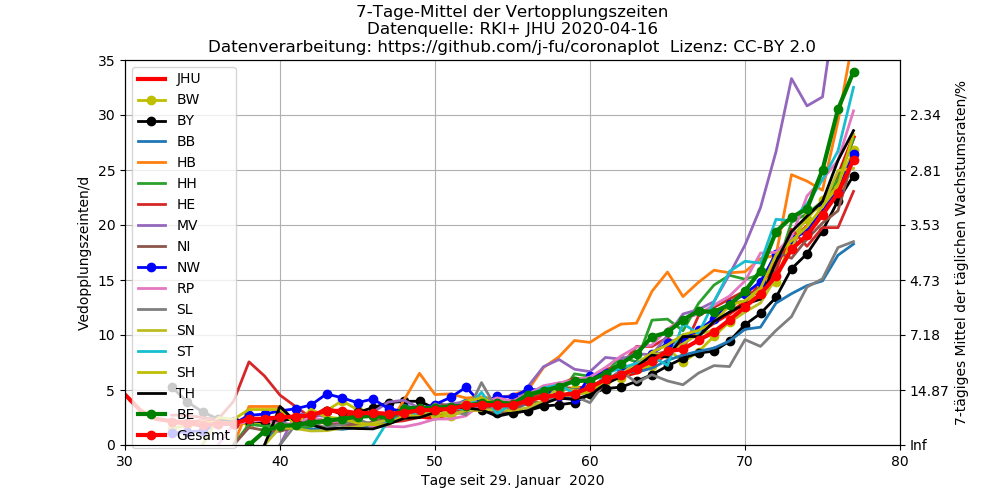 7-Tage-Mittel der Vertopplungszeiten
Datenquelle: RKI+ JHU 2020-04-16
Datenverarbeitung: https://github.com/j-fu/coronaplot  Lizenz: CC-BY 2.0
Vedopplungszeinten/d
35
30
25
20
15
10
5
0
JHU
BW
BY
BB
HB
HH
HE
MV
NI
NW
RP
SL
SN
ST
SH
TH
BE
Gesamt
2.34
2.81
3.53
4.73
7.18
14.87
Inf
7-tägiges Mittel der täglichen Wachstumsraten/%
30 40 50 60 70 80
Tage seit 29. Januar  2020